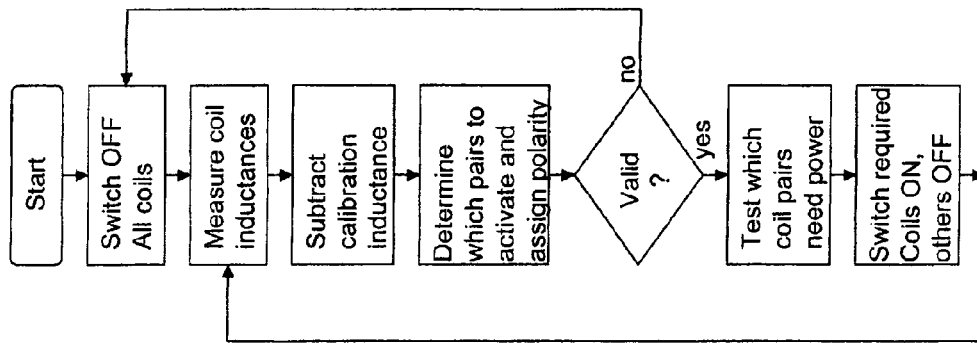 Start
Switch OFF
All coils
Measure coil
inductances
Subtract
calibration
inductance
Determine
which pairs to
activate and
assign polarity
Valid
?
no
yes
Test which
coil pairs
need power
Switch required
Coils ON,
others OFF